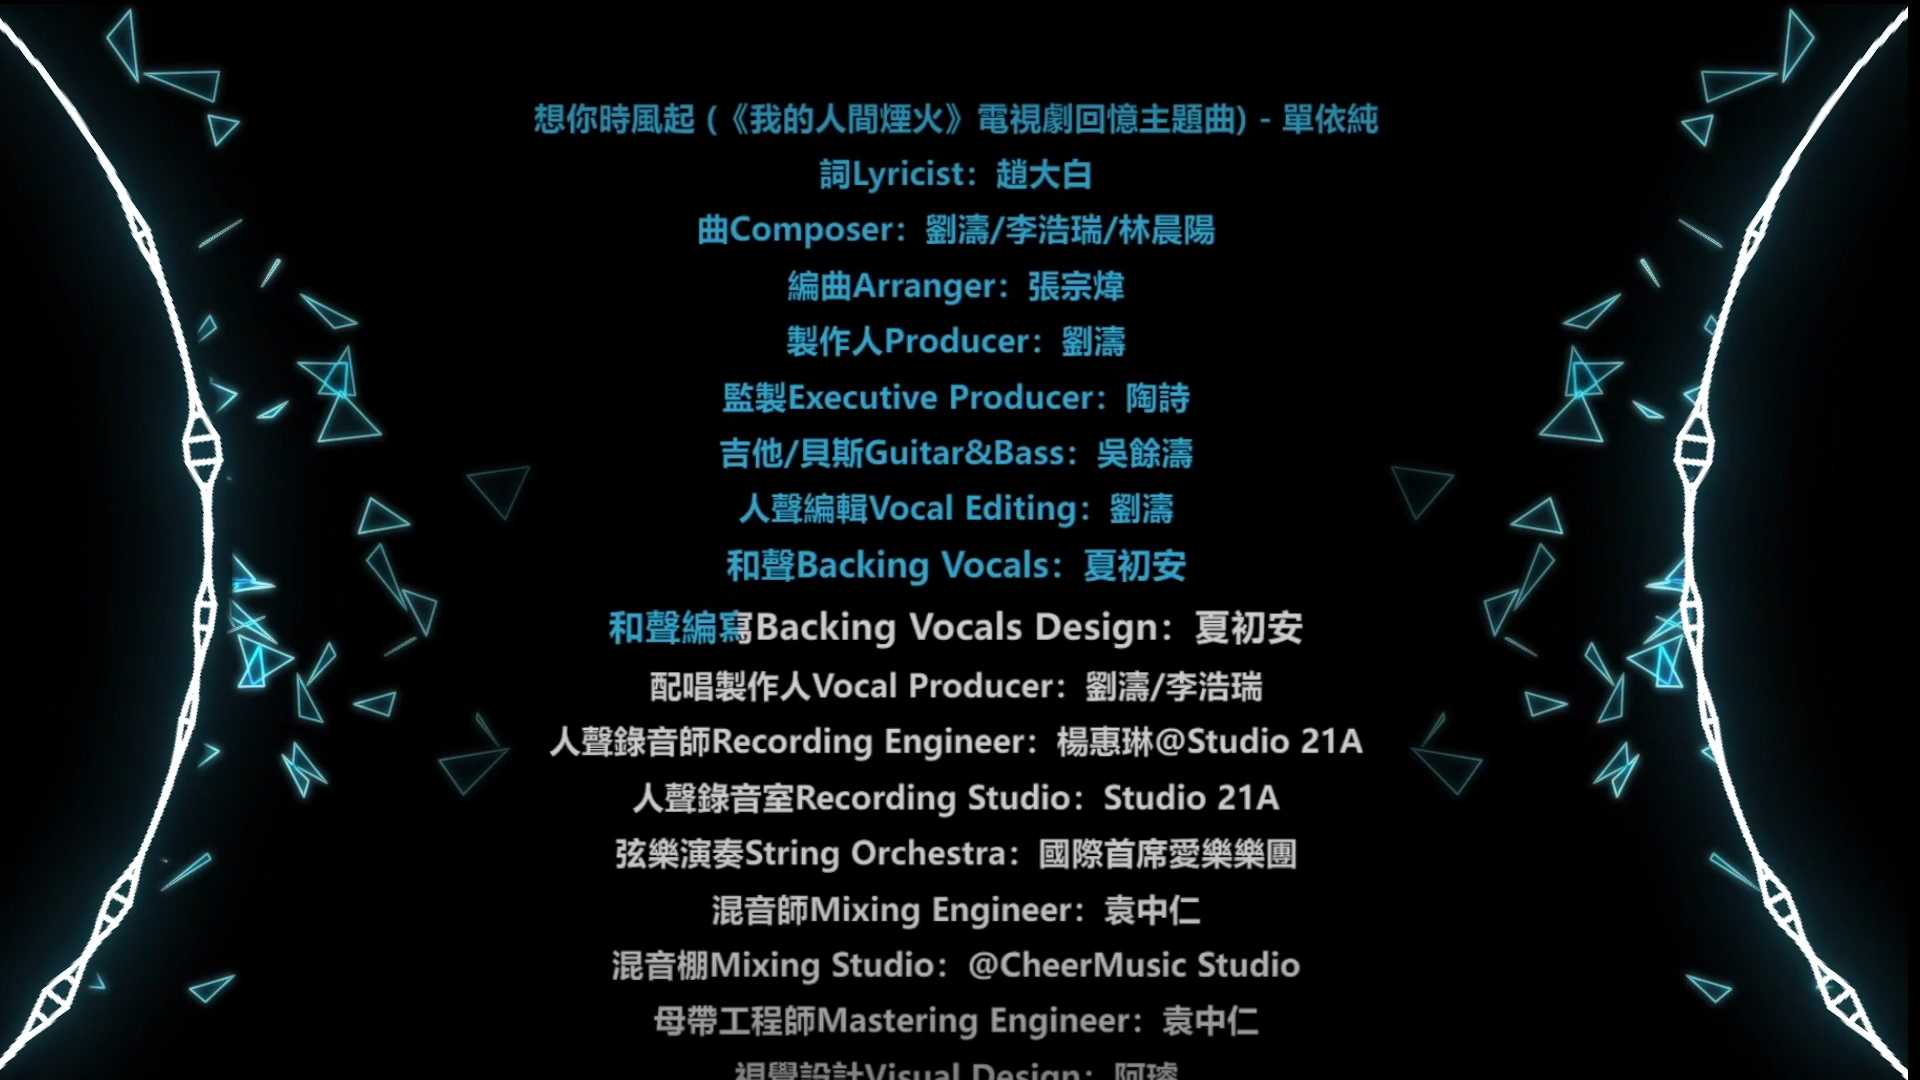 想你時風起 (《我的人間煙火》電視劇回憶主題曲) - 單依純
詞Lyricist：趙大白
曲Composer：劉濤/李浩瑞/林晨陽
編曲Arranger：張宗煒
製作人Producer：劉濤
監製Executive Producer：陶詩
吉他/貝斯Guitar&Bass：吳餘濤
人聲編輯Vocal Editing：劉濤
和聲Backing Vocals：夏初安
和聲編寫Backing Vocals Design：夏初安
配唱製作人Vocal Producer：劉濤/李浩瑞
人聲錄音師Recording Engineer：楊惠琳@Studio 21A
人聲錄音室Recording Studio：Studio 21A
弦樂演奏String Orchestra：國際首席愛樂樂團
混音師Mixing Engineer：袁中仁
混音棚Mixing Studio：@CheerMusic Studio
母帶工程師Mastering Engineer：袁中仁
視覺設計Visual Design：阿璿